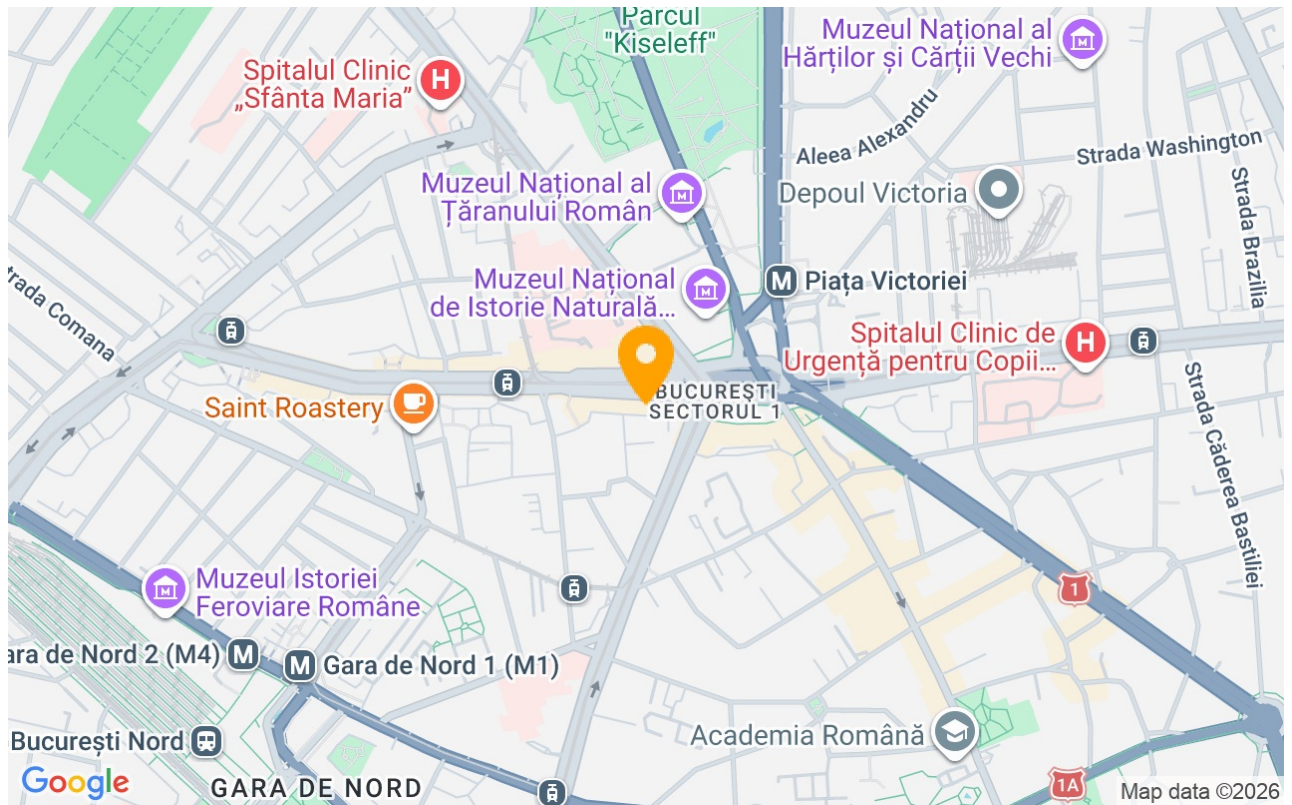 Parcul
"Kiseleff"
Muzeul Național al
Hărților și Cărții Vechi
Spitalul Clinic
„Sfânta Maria”
H
Aleea Alexandru
Strada Washington
Muzeul Național al
Țăranului Român
Depoul Victoria
Strada Brazilia
Muzeul Național
de Istorie Naturală...
M Piața Victoriei
trada Comana
Spitalul Clinic de
Urgență pentru Copii...
H
Saint Roastery
BUCUREȘTI
SECTORUL 1
Strada Căderea Bastiliei
Muzeul Istoriei
Feroviare Române
1
ara de Nord 2 (M4) M
M Gara de Nord 1 (M1)
București Nord
Academia Română
Google
GARA DE NORD
1A
Map data ©2026